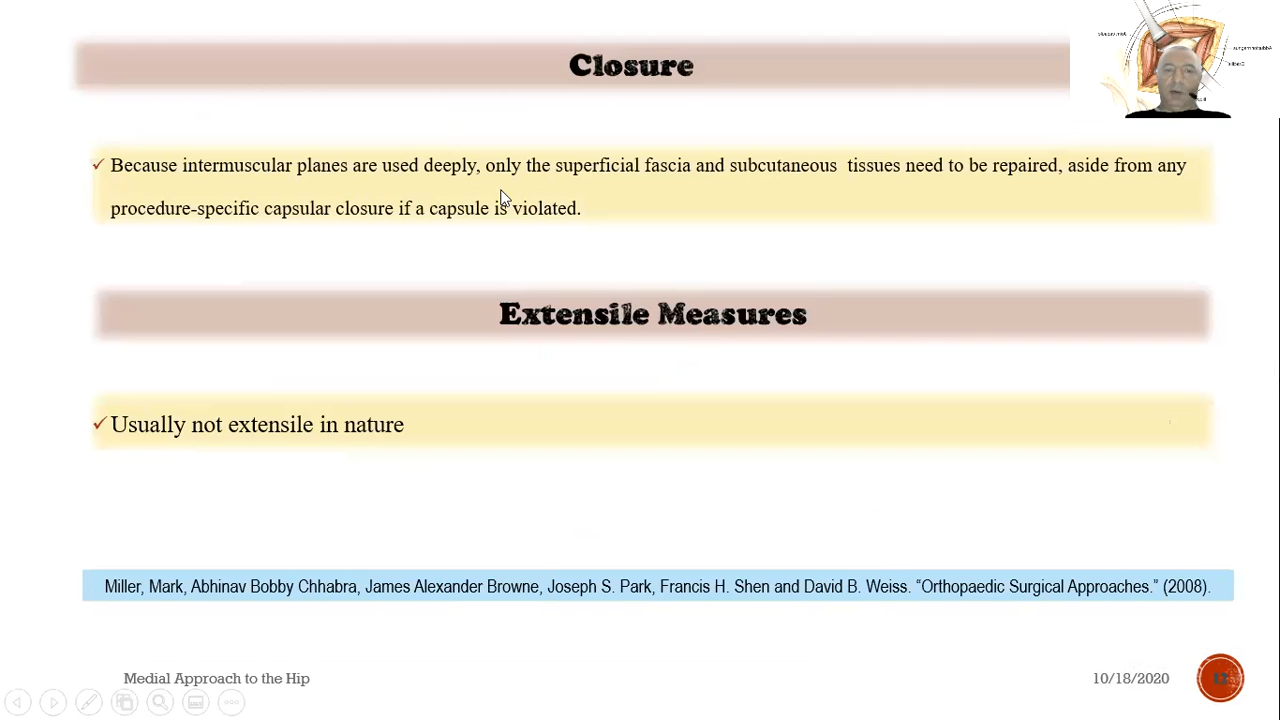 Closure
✓ Because intermuscular planes are used deeply, only the superficial fascia and subcutaneous tissues need to be repaired, aside from any
procedure-specific capsular closure if a capsule is violated.
Extensile Measures
✓ Usually not extensile in nature
Miller, Mark, Abhinav Bobby Chhabra, James Alexander Browne, Joseph S. Park, Francis H. Shen and David B. Weiss. “Orthopaedic Surgical Approaches.” (2008).
Medial Approach to the Hip
10/18/2020